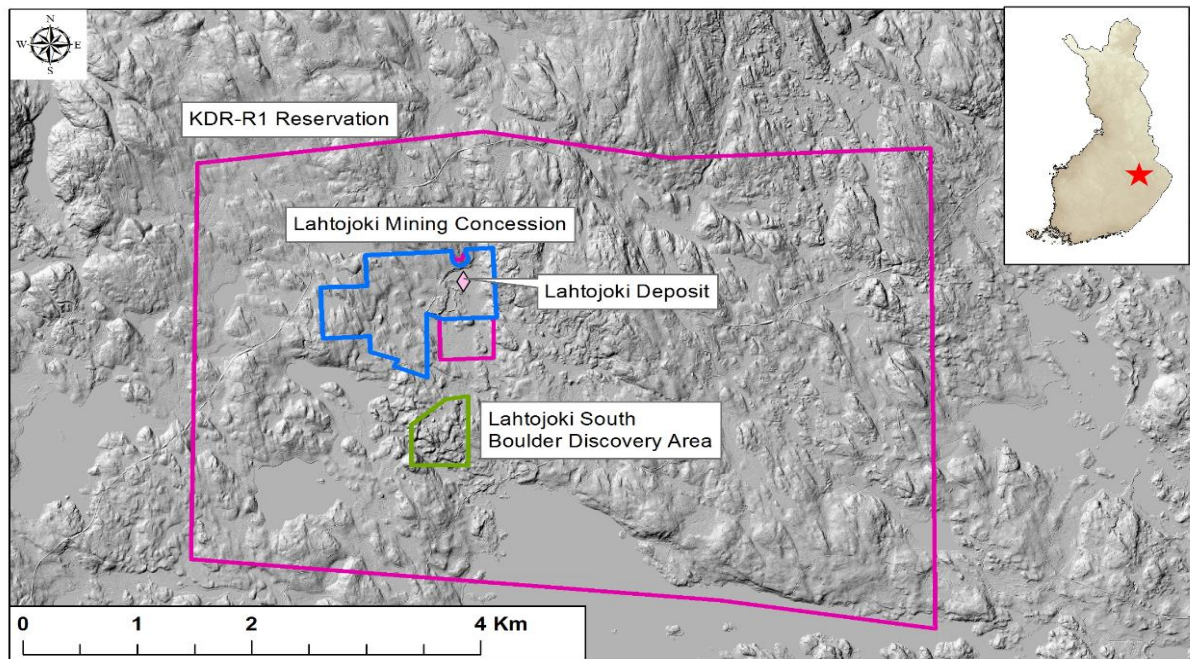 N
W E
S
KDR-R1 Reservation
Lahtojoki Mining Concession
Lahtojoki Deposit
Lahtojoki South
Boulder Discovery Area
0 1 2 4 Km